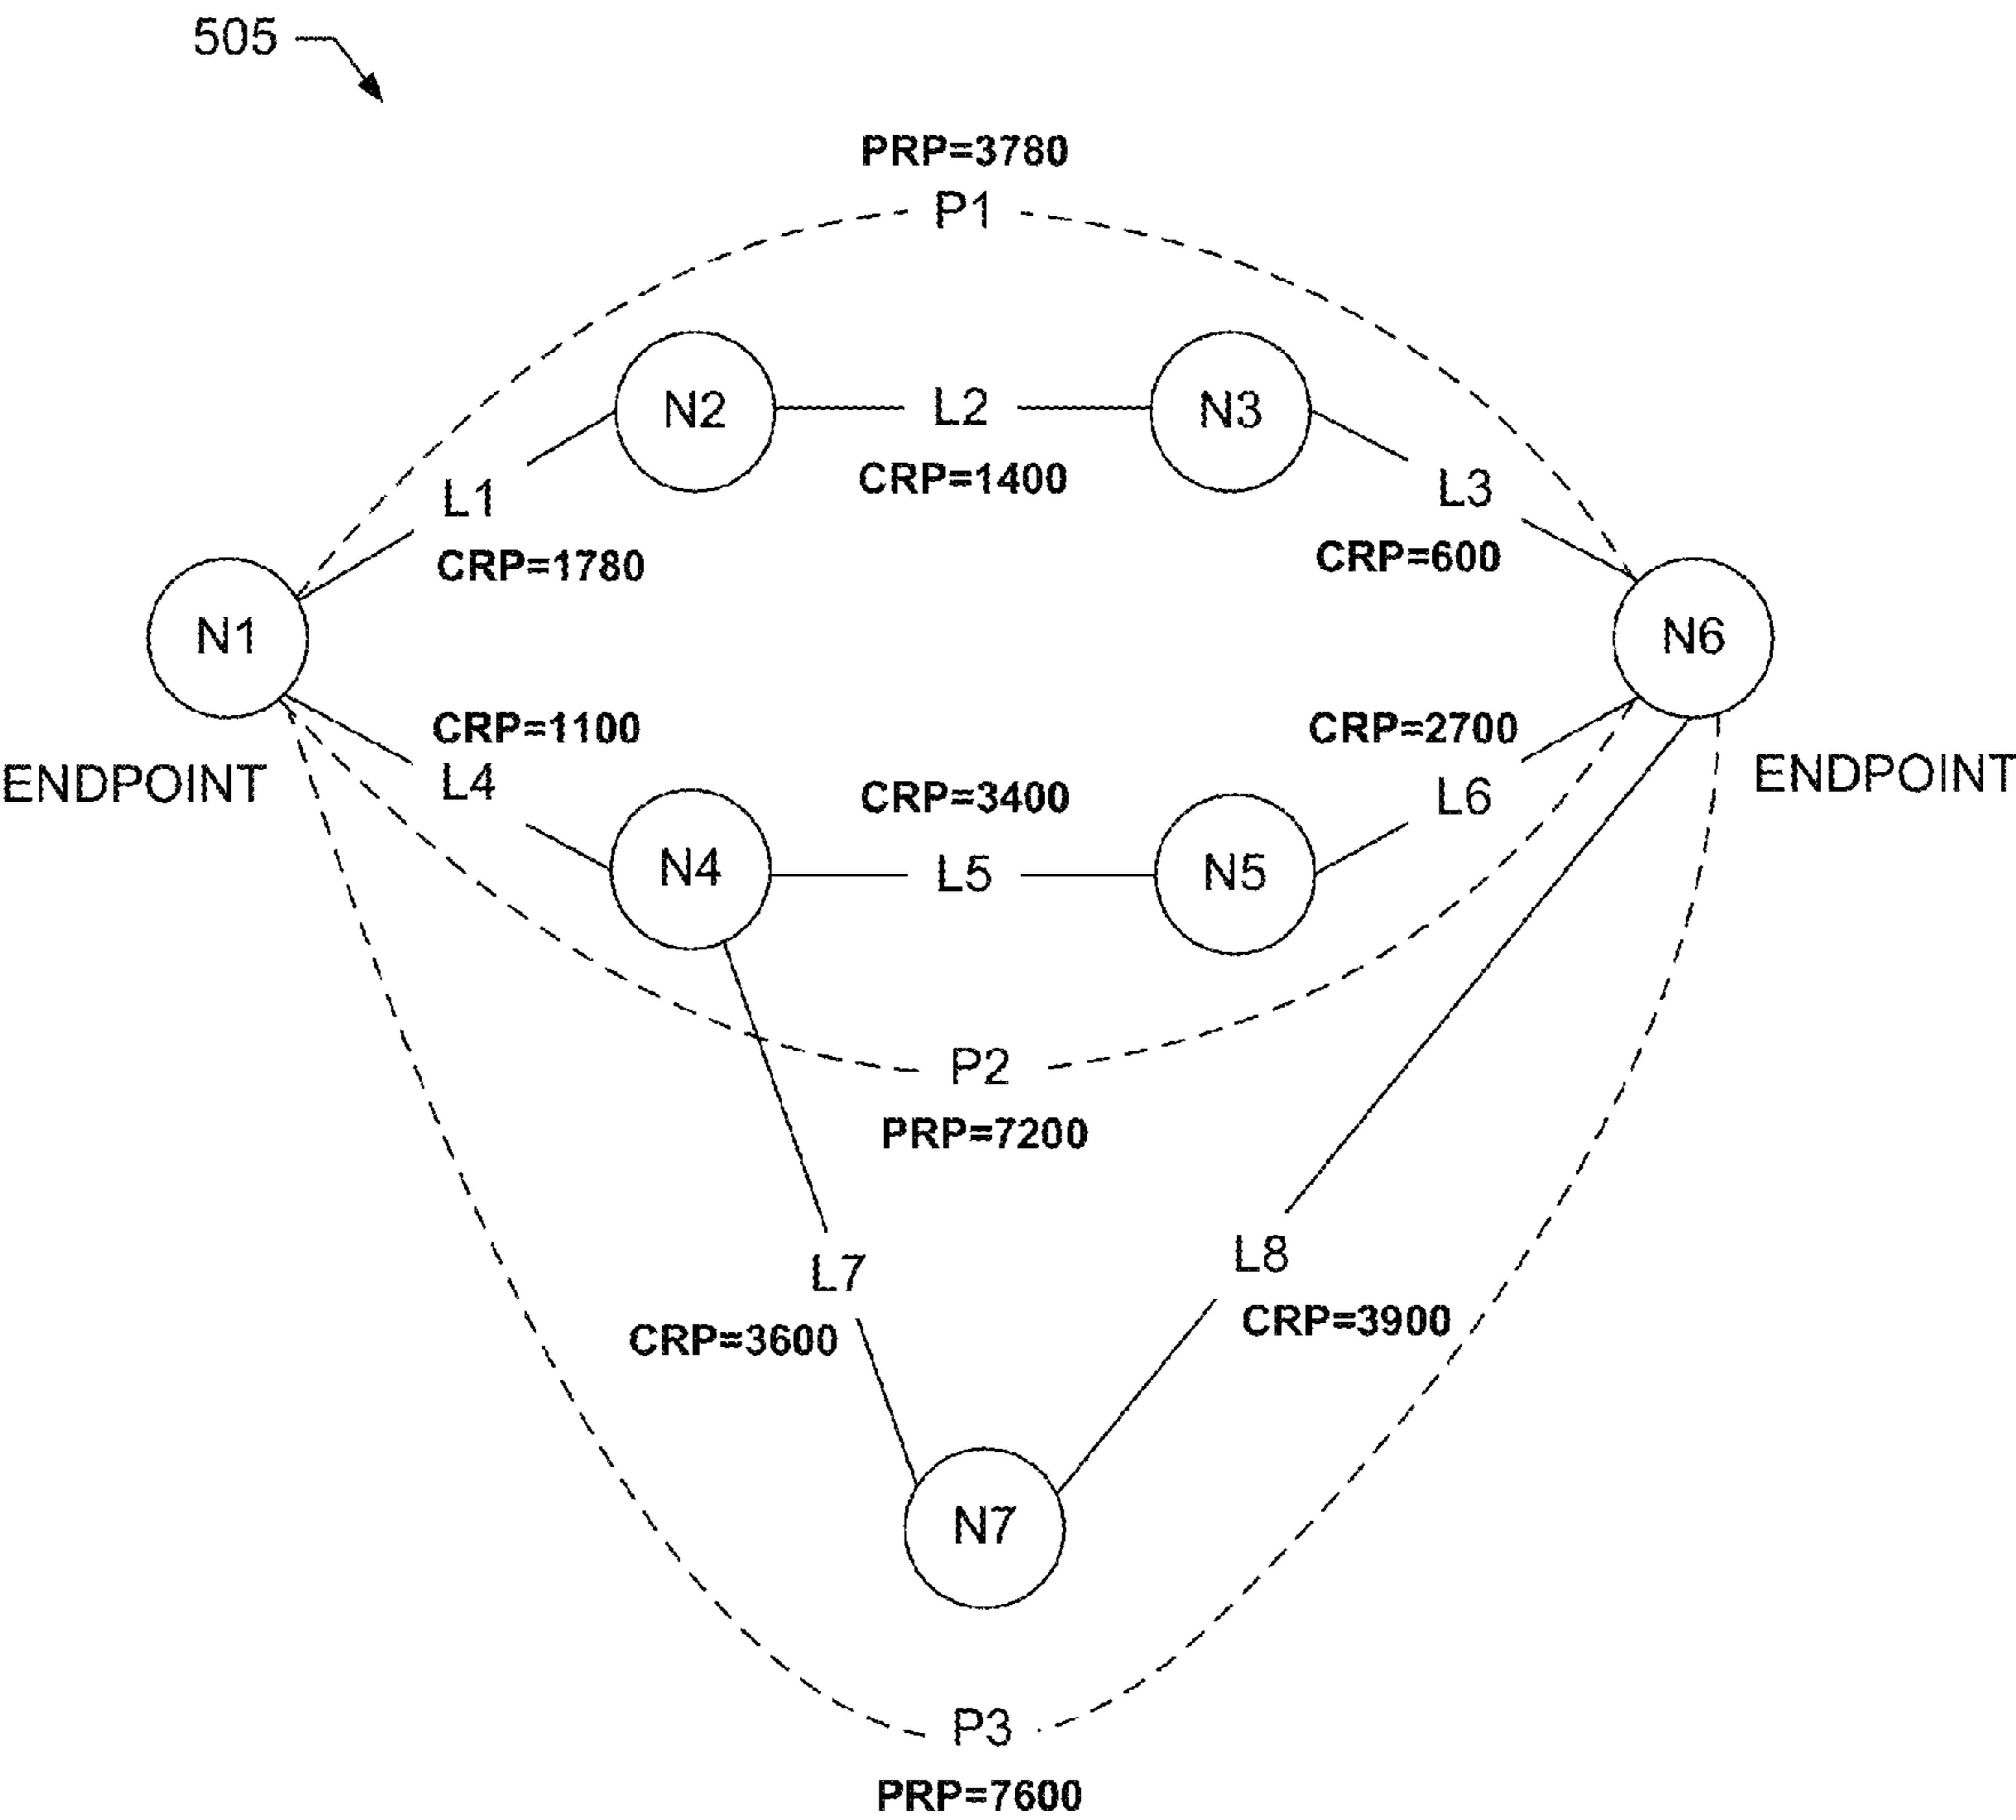 505
PRP=3780
P1
N2
L2
N3
CRP=1400
L1
L3
CRP=1780
CRP=600
N1
N6
CRP=1100
CRP=2700
ENDPOINT
L4
CRP=3400
L6
ENDPOINT
N4
L5
N5
P2
PRP=7200
L7
L8
CRP=3600
CRP=3900
N7
P3
PRP=7600